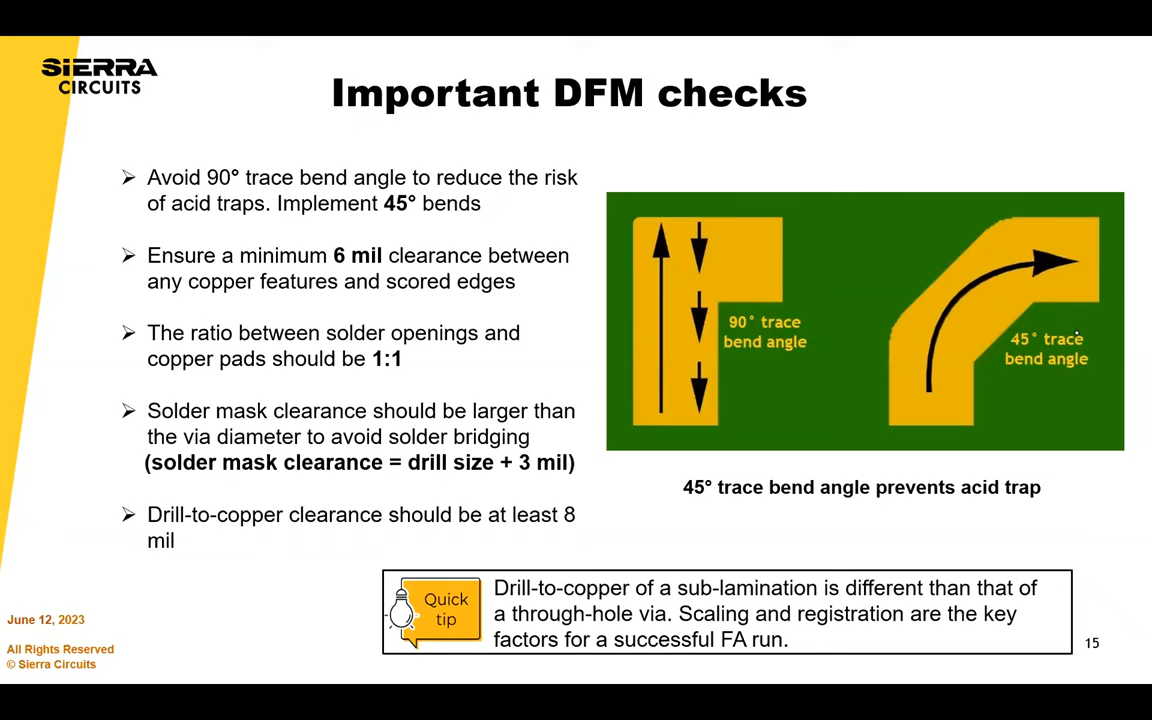 SIERRA
CIRCUITS
Important DFM checks
➢ Avoid 90° trace bend angle to reduce the risk
of acid traps. Implement 45° bends
➢ Ensure a minimum 6 mil clearance between
any copper features and scored edges
➢ The ratio between solder openings and
copper pads should be 1:1
➢ Solder mask clearance should be larger than
the via diameter to avoid solder bridging
(solder mask clearance = drill size + 3 mil)
➢ Drill-to-copper clearance should be at least 8
mil
90° trace
bend angle
45° trace
bend angle
45° trace bend angle prevents acid trap
Quick
tip
Drill-to-copper of a sub-lamination is different than that of
a through-hole via. Scaling and registration are the key
factors for a successful FA run.
June 12, 2023
All Rights Reserved
© Sierra Circuits
15